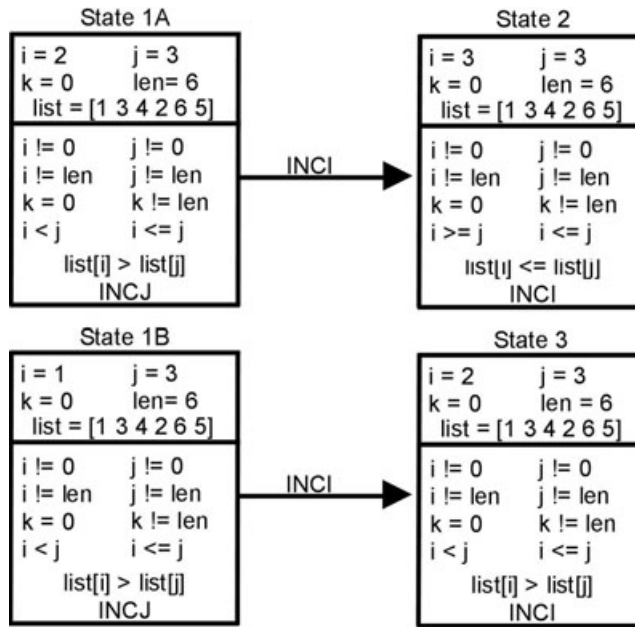 State 1A
i = 2 j = 3
k = 0 len= 6
list = [1 3 4 2 6 5]
i != 0 j != 0
i != len j != len
k = 0 k != len
i < j i <= j
list[i] > list[j]
INCJ
INCI
State 2
i = 3 j = 3
k = 0 len = 6
list = [1 3 4 2 6 5]
i != 0 j != 0
i != len j != len
k = 0 k != len
i >= j i <= j
list[i] <= list[j]
INCI
State 1B
i = 1 j = 3
k = 0 len= 6
list = [1 3 4 2 6 5]
i != 0 j != 0
i != len j != len
k = 0 k != len
i < j i <= j
list[i] > list[j]
INCJ
INCI
State 3
i = 2 j = 3
k = 0 len = 6
list = [1 3 4 2 6 5]
i != 0 j != 0
i != len j != len
k = 0 k != len
i < j i <= j
list[i] > list[j]
INCI